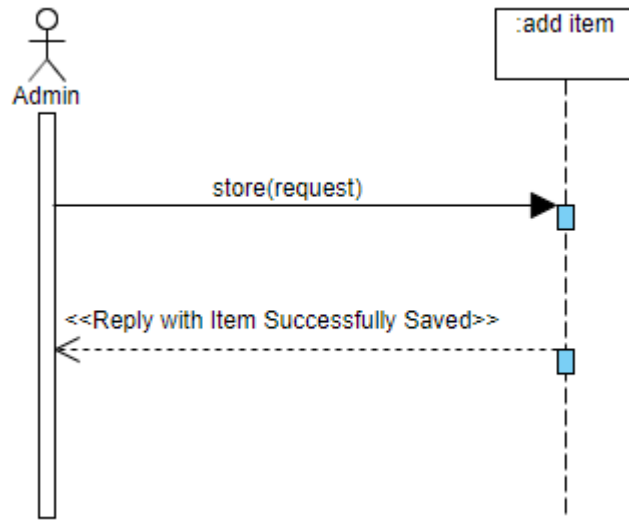 :add item
Admin
store(request)
<<Reply with Item Successfully Saved>>